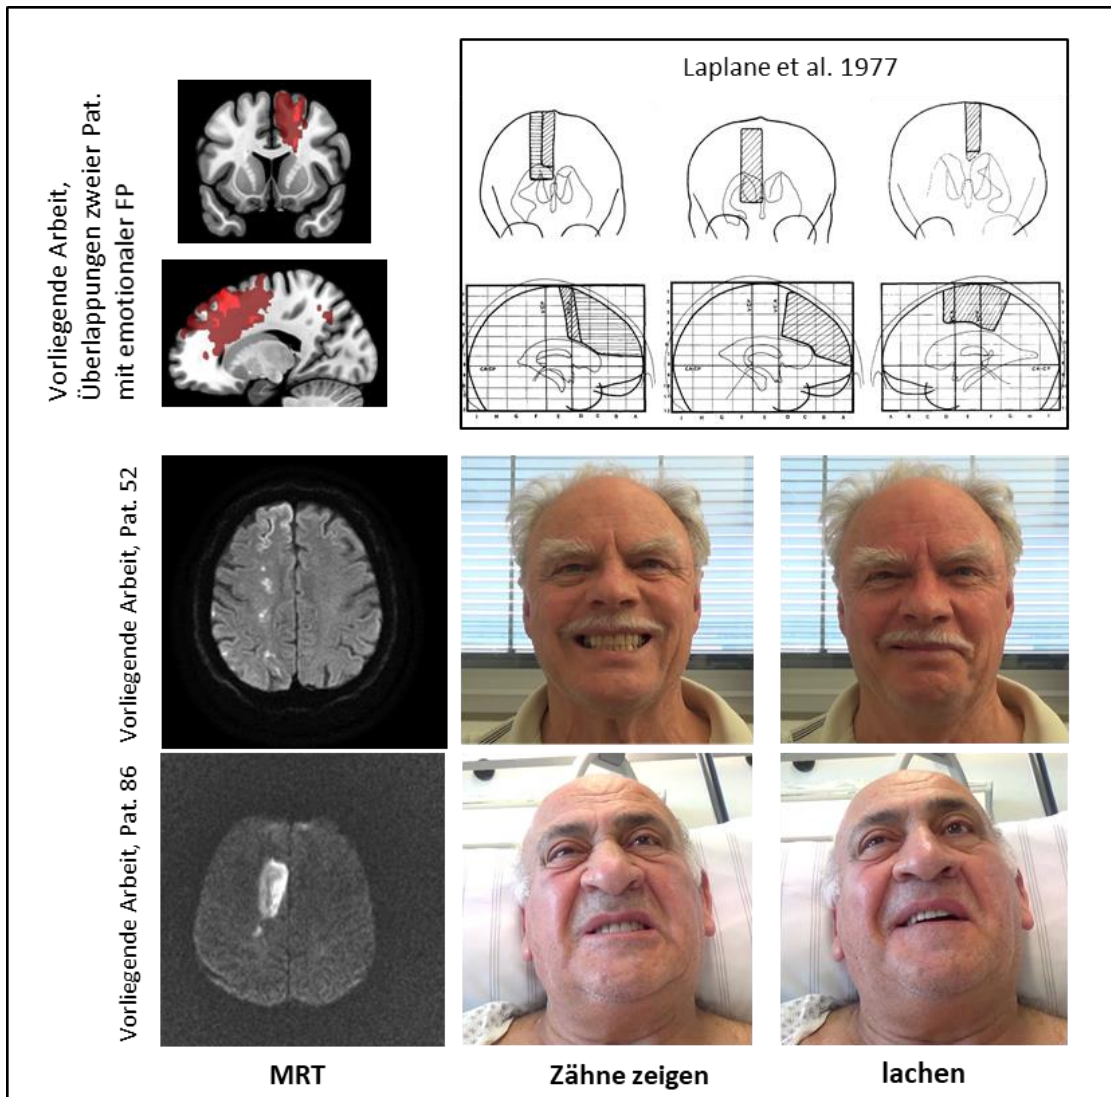 Laplane et al. 1977
Vorliegende Arbeit,
Überlappungen zweier Pat.
mit emotionaler FP
Vorliegende Arbeit, Pat. 52
Vorliegende Arbeit, Pat. 86
MRT
Zähne zeigen
lachen